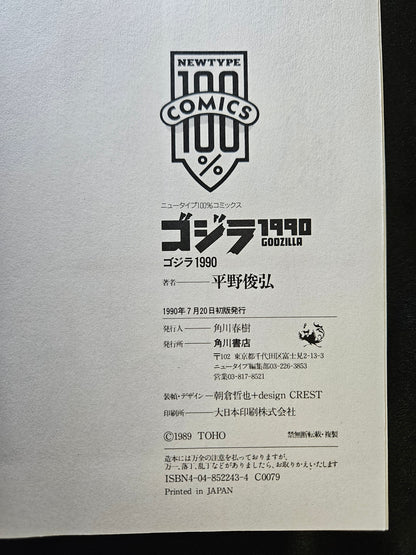 NEWTYPE
100
COMICS
100
%
ニュータイプ100%コミックス
ゴジラ1990
GODZILLA
ゴジラ1990
著者――平野俊弘
1990年7月20日初版発行
発行人――角川春樹
発行所――角川書店
〒102 東京都千代田区富士見2-13-3
ニュータイプ編集部03-226-3853
営業03-817-8521
装幀・デザイン―朝倉哲也+design CREST
印刷所――大日本印刷株式会社
©1989 TOHO 禁無断転載・複製
造本には万全の注意を払っておりますが、
万一、落丁、乱丁などがありましたら、お取りかえいたします
ISBN4-04-852243-4 C0079
Printed in JAPAN